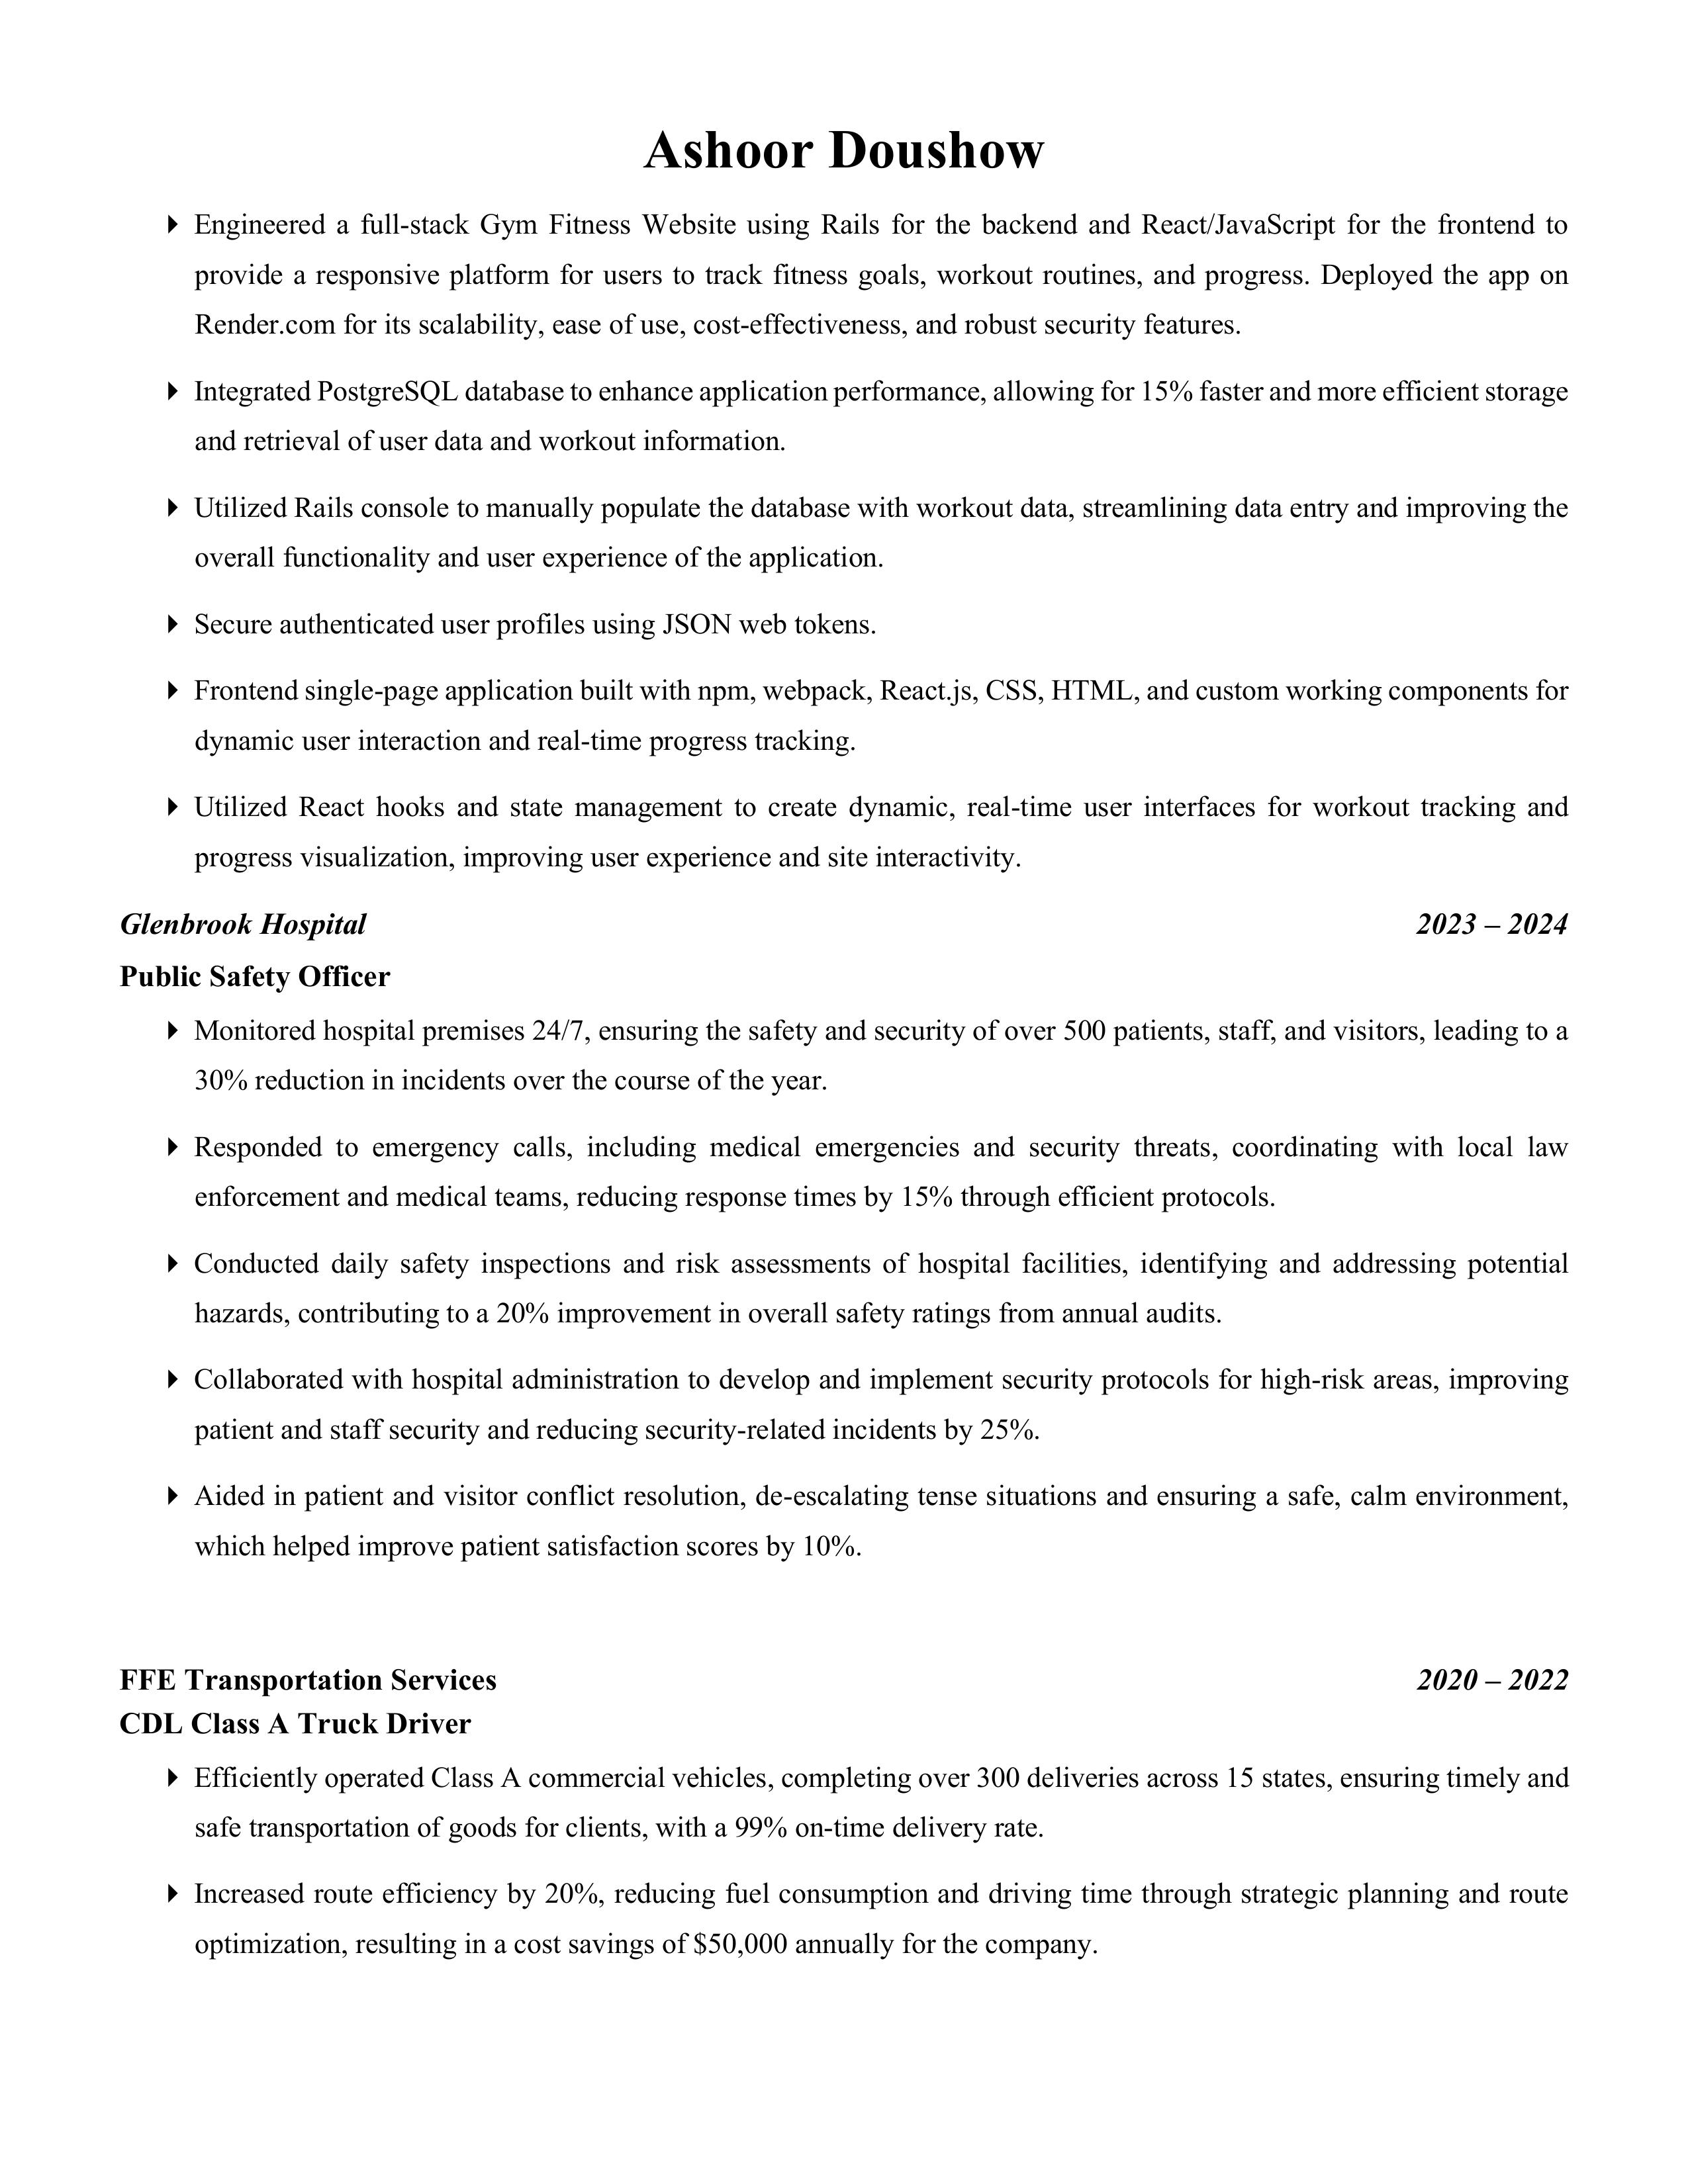 Ashoor Doushow
Engineered a full-stack Gym Fitness Website using Rails for the backend and React/JavaScript for the frontend to
provide a responsive platform for users to track fitness goals, workout routines, and progress. Deployed the app on
Render.com for its scalability, ease of use, cost-effectiveness, and robust security features.
Integrated PostgreSQL database to enhance application performance, allowing for 15% faster and more efficient storage
and retrieval of user data and workout information.
Utilized Rails console to manually populate the database with workout data, streamlining data entry and improving the
overall functionality and user experience of the application.
Secure authenticated user profiles using JSON web tokens.
Frontend single-page application built with npm, webpack, React.js, CSS, HTML, and custom working components for
dynamic user interaction and real-time progress tracking.
Utilized React hooks and state management to create dynamic, real-time user interfaces for workout tracking and
progress visualization, improving user experience and site interactivity.
Glenbrook Hospital 2023 – 2024
Public Safety Officer
Monitored hospital premises 24/7, ensuring the safety and security of over 500 patients, staff, and visitors, leading to a
30% reduction in incidents over the course of the year.
Responded to emergency calls, including medical emergencies and security threats, coordinating with local law
enforcement and medical teams, reducing response times by 15% through efficient protocols.
Conducted daily safety inspections and risk assessments of hospital facilities, identifying and addressing potential
hazards, contributing to a 20% improvement in overall safety ratings from annual audits.
Collaborated with hospital administration to develop and implement security protocols for high-risk areas, improving
patient and staff security and reducing security-related incidents by 25%.
Aided in patient and visitor conflict resolution, de-escalating tense situations and ensuring a safe, calm environment,
which helped improve patient satisfaction scores by 10%.
FFE Transportation Services 2020 – 2022
CDL Class A Truck Driver
Efficiently operated Class A commercial vehicles, completing over 300 deliveries across 15 states, ensuring timely and
safe transportation of goods for clients, with a 99% on-time delivery rate.
Increased route efficiency by 20%, reducing fuel consumption and driving time through strategic planning and route
optimization, resulting in a cost savings of $50,000 annually for the company.